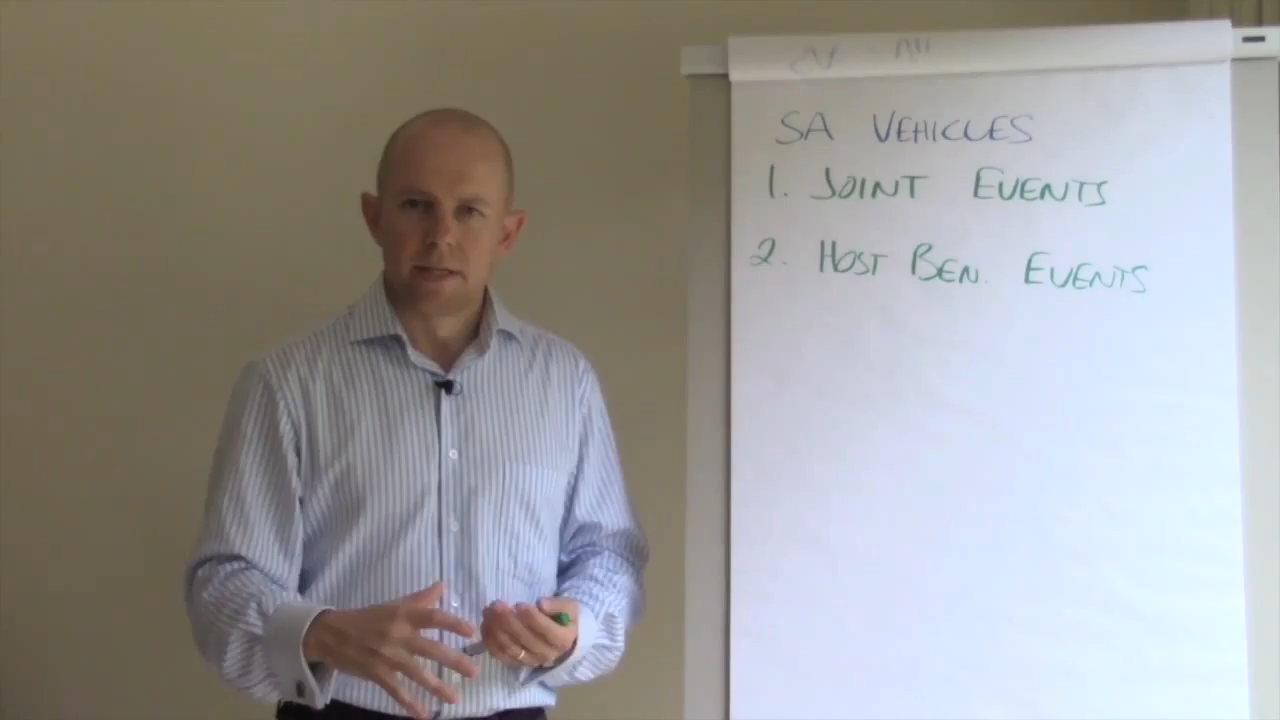 SA VEHICLES
1. JOINT EVENTS
2. HOST BEN. EVENTS